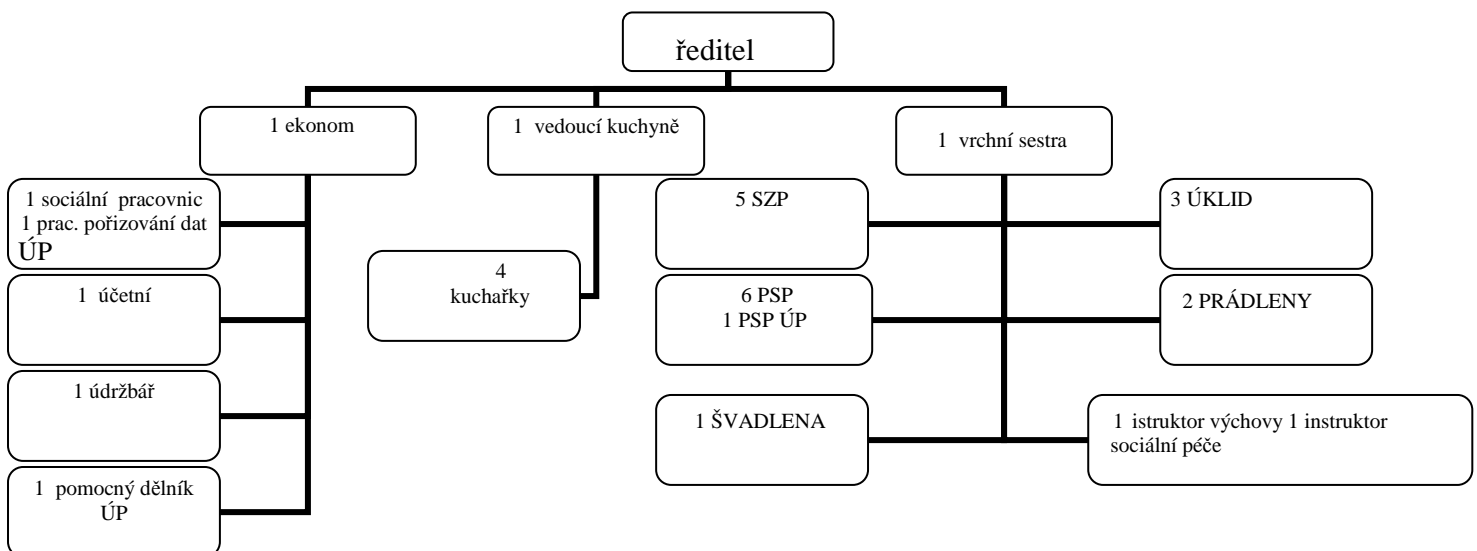 ředitel
1 ekonom
1 vedoucí kuchyně
1 vrchní sestra
1 sociální pracovnic
1 prac. pořizování dat
ÚP
5 SZP
3 ÚKLID
4
kuchařky
1 účetní
6 PSP
1 PSP ÚP
2 PRÁDLENY
1 údržbář
1 ŠVADLENA
1 istruktor výchovy 1 instruktor
sociální péče
1 pomocný dělník
ÚP